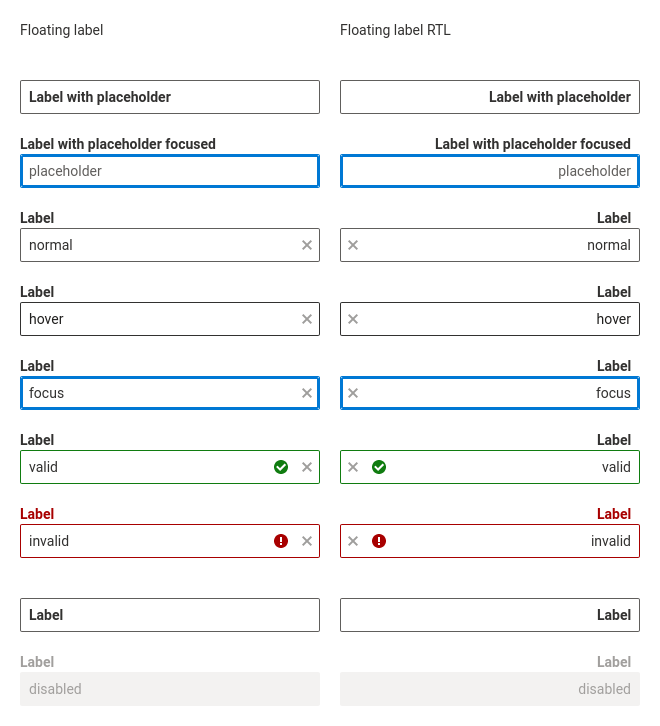 Floating label
Floating label RTL
Label with placeholder
Label with placeholder
Label with placeholder focused
Label with placeholder focused
placeholder
placeholder
Label
Label
normal
normal
Label
Label
hover
hover
Label
Label
focus
focus
Label
Label
valid
valid
Label
Label
invalid
invalid
Label
Label
Label
Label
disabled
disabled